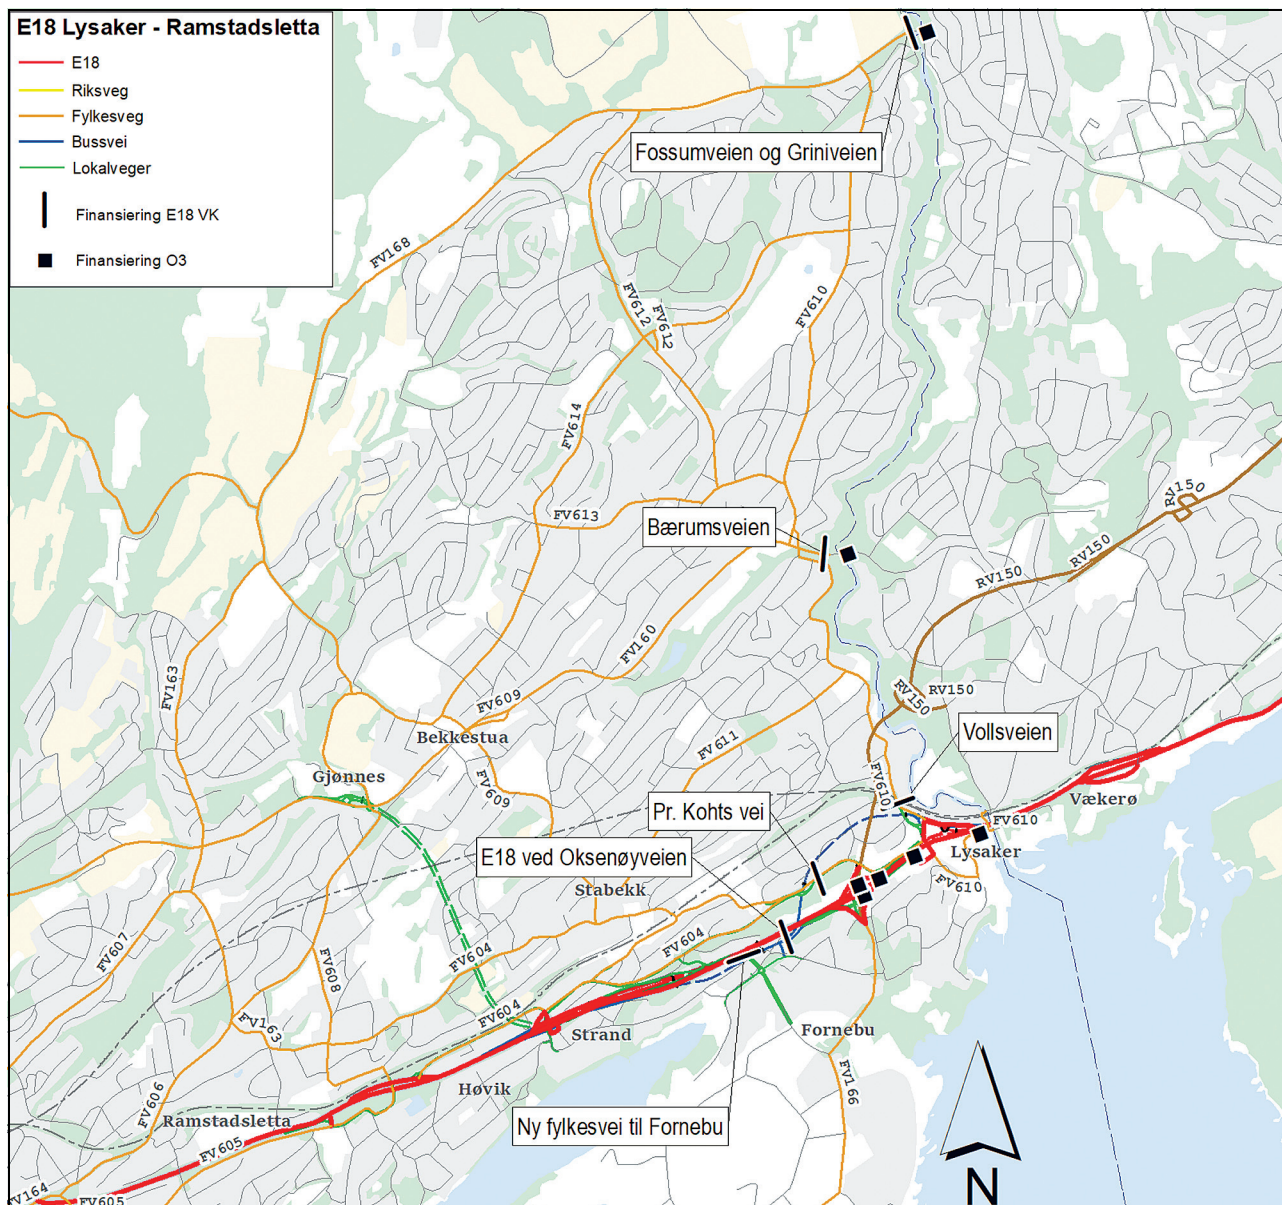 E18 Lysaker - Ramstadsletta
E18
Riksveg
Fylkesveg
Bussvei
Lokalveger
Finansiering E18 VK
Finansiering O3
Fossumveien og Griniveien
FV168
FV612
FV612
FV610
FV614
FV613
Bærumsveien
RV150
RV150
RV150
FV160
FV163
FV609
RV150
RV150
Bekkestua
FV611
Vollsveien
Gjønnes
FV609
FV610
Vækerø
Pr. Kohts vei
FV610
E18 ved Oksenøyveien
Lysaker
Stabekk
FV610
FV607
FV604
FV604
FV608
FV604
FV163
Strand
Fornebu
Høvik
FV166
FV606
Ramstadsletta
Ny fylkesvei til Fornebu
FV605
FV164
FV605
N